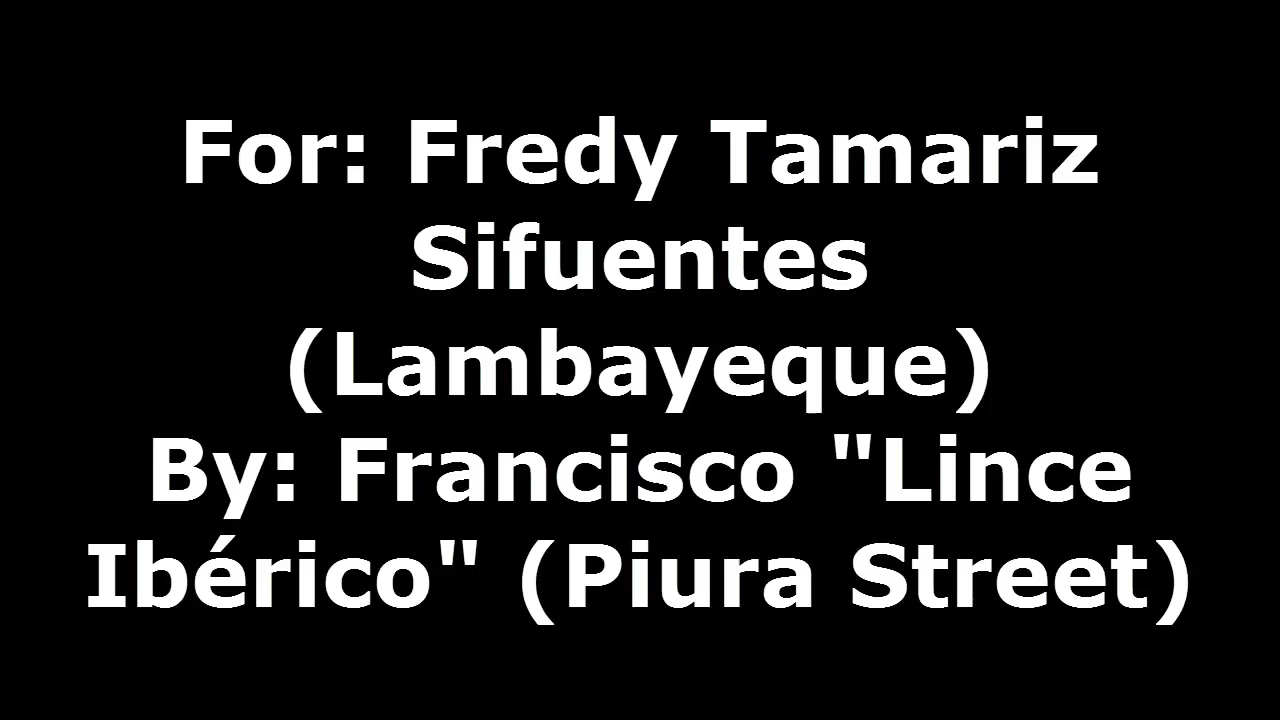 For: Fredy Tamariz
Sifuentes
(Lambayeque)
By: Francisco "Lince
Ibérico" (Piura Street)